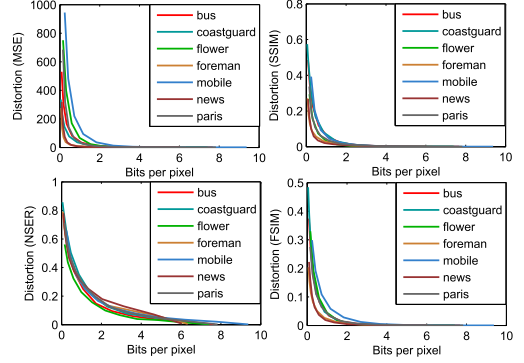 1000
800
600
400
200
0
Distortion (MSE)
bus
coastguard
flower
foreman
mobile
news
paris
0 2 4 6 8 10
Bits per pixel
0.8
0.6
0.4
0.2
0
Distortion (SSIM)
bus
coastguard
flower
foreman
mobile
news
paris
0 2 4 6 8 10
Bits per pixel
1
0.8
0.6
0.4
0.2
0
Distortion (NSER)
bus
coastguard
flower
foreman
mobile
news
paris
0 2 4 6 8 10
Bits per pixel
0.5
0.4
0.3
0.2
0.1
0
Distortion (FSIM)
bus
coastguard
flower
foreman
mobile
news
paris
0 2 4 6 8 10
Bits per pixel